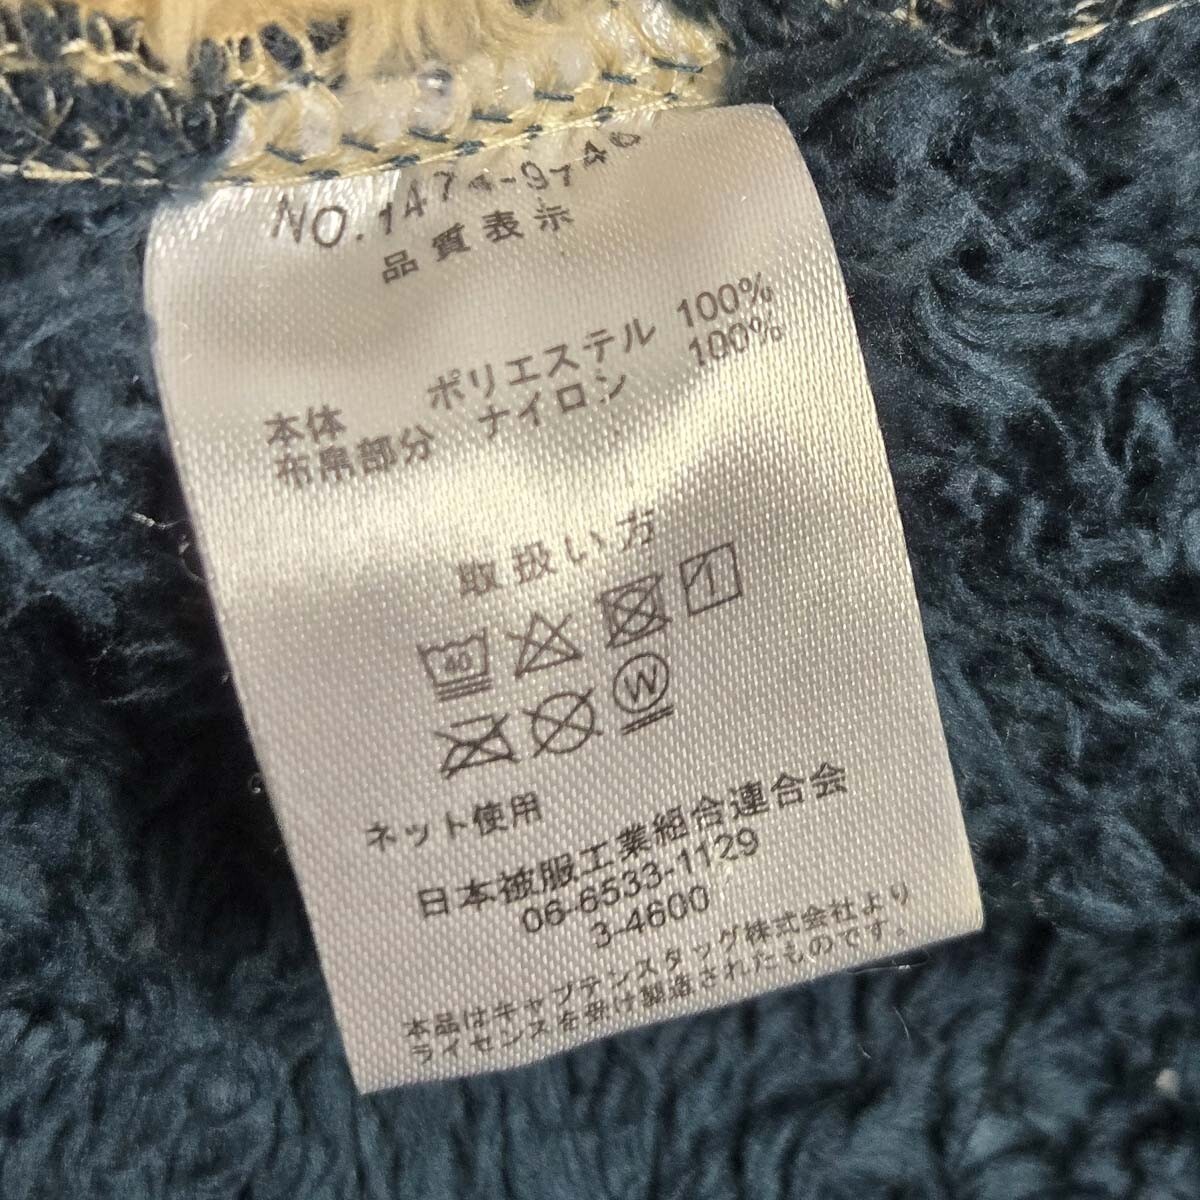 品質表示
本体 ポリエステル 100%
布帛部分 ナイロン 100%
取扱い方
40
W
ネット使用
日本被服工業組合連合会
06-6533-1129
3-4600
本品はキャプテンスタッグ株式会社より
ライセンスを受け製造されたものです。